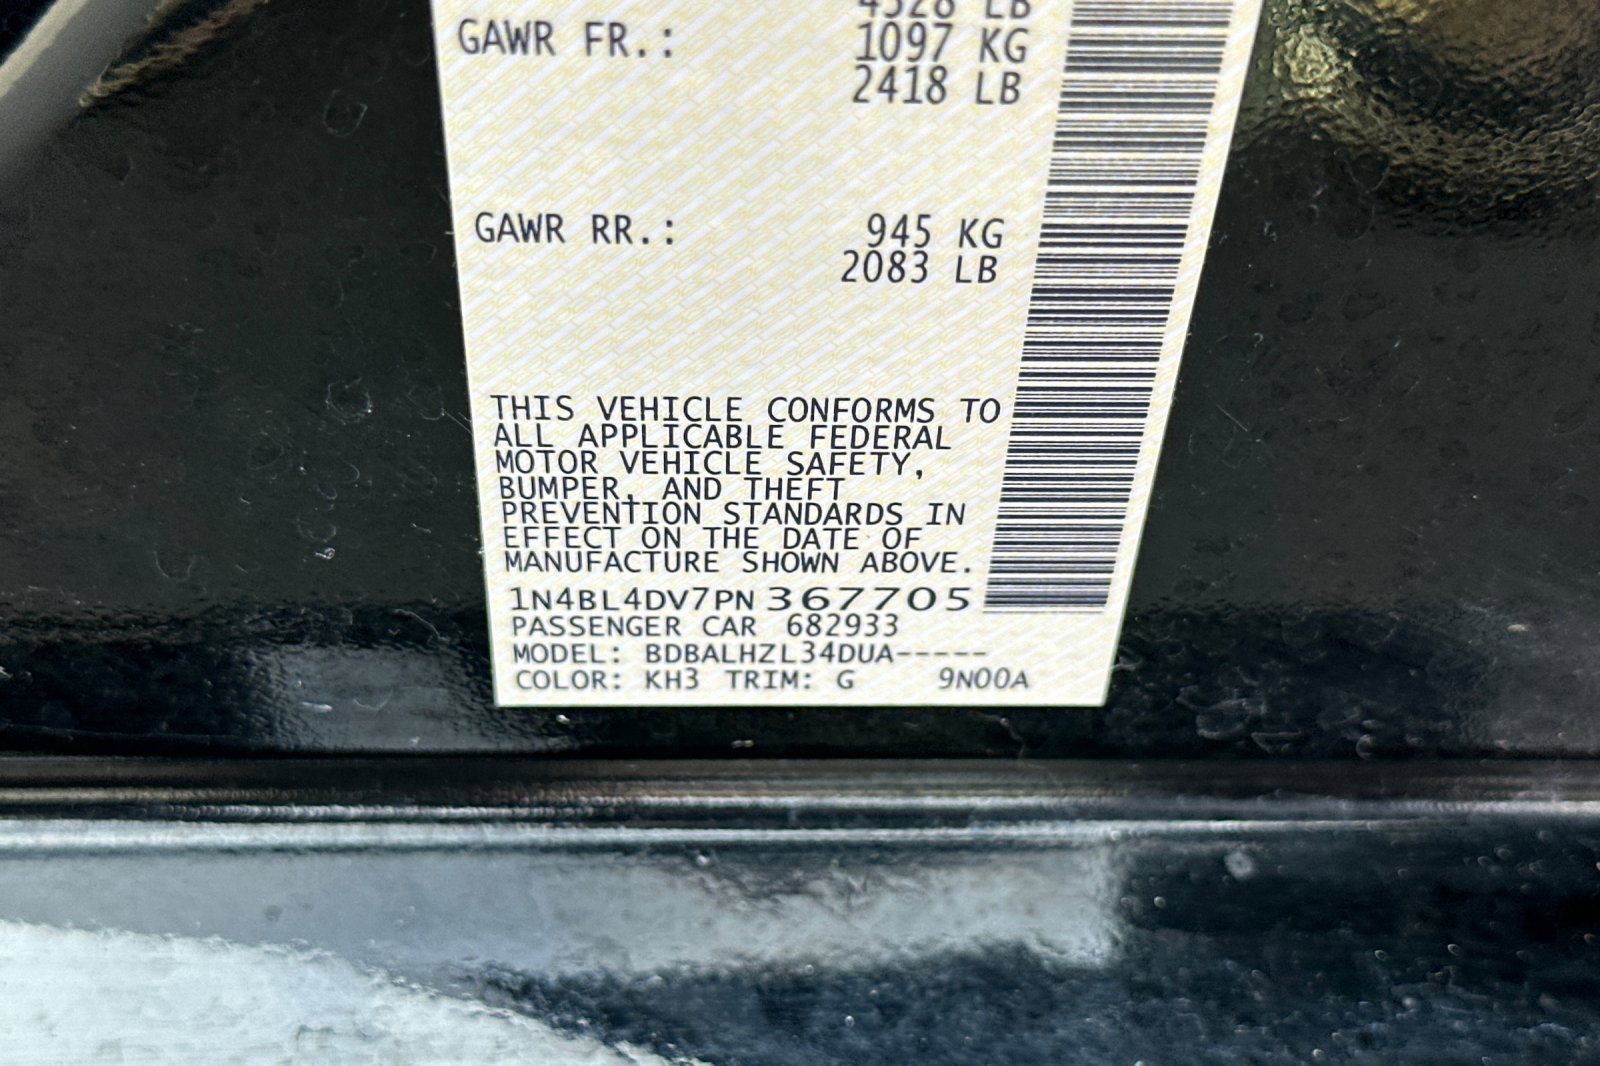 4328 LB
GAWR FR.: 1097 KG
2418 LB
GAWR RR.: 945 KG
2083 LB
THIS VEHICLE CONFORMS TO
ALL APPLICABLE FEDERAL
MOTOR VEHICLE SAFETY,
BUMPER, AND THEFT
PREVENTION STANDARDS IN
EFFECT ON THE DATE OF
MANUFACTURE SHOWN ABOVE.
1N4BL4DV7PN367705
PASSENGER CAR 682933
MODEL: BDBALHZL34DUA-----
COLOR: KH3 TRIM: G 9N00A